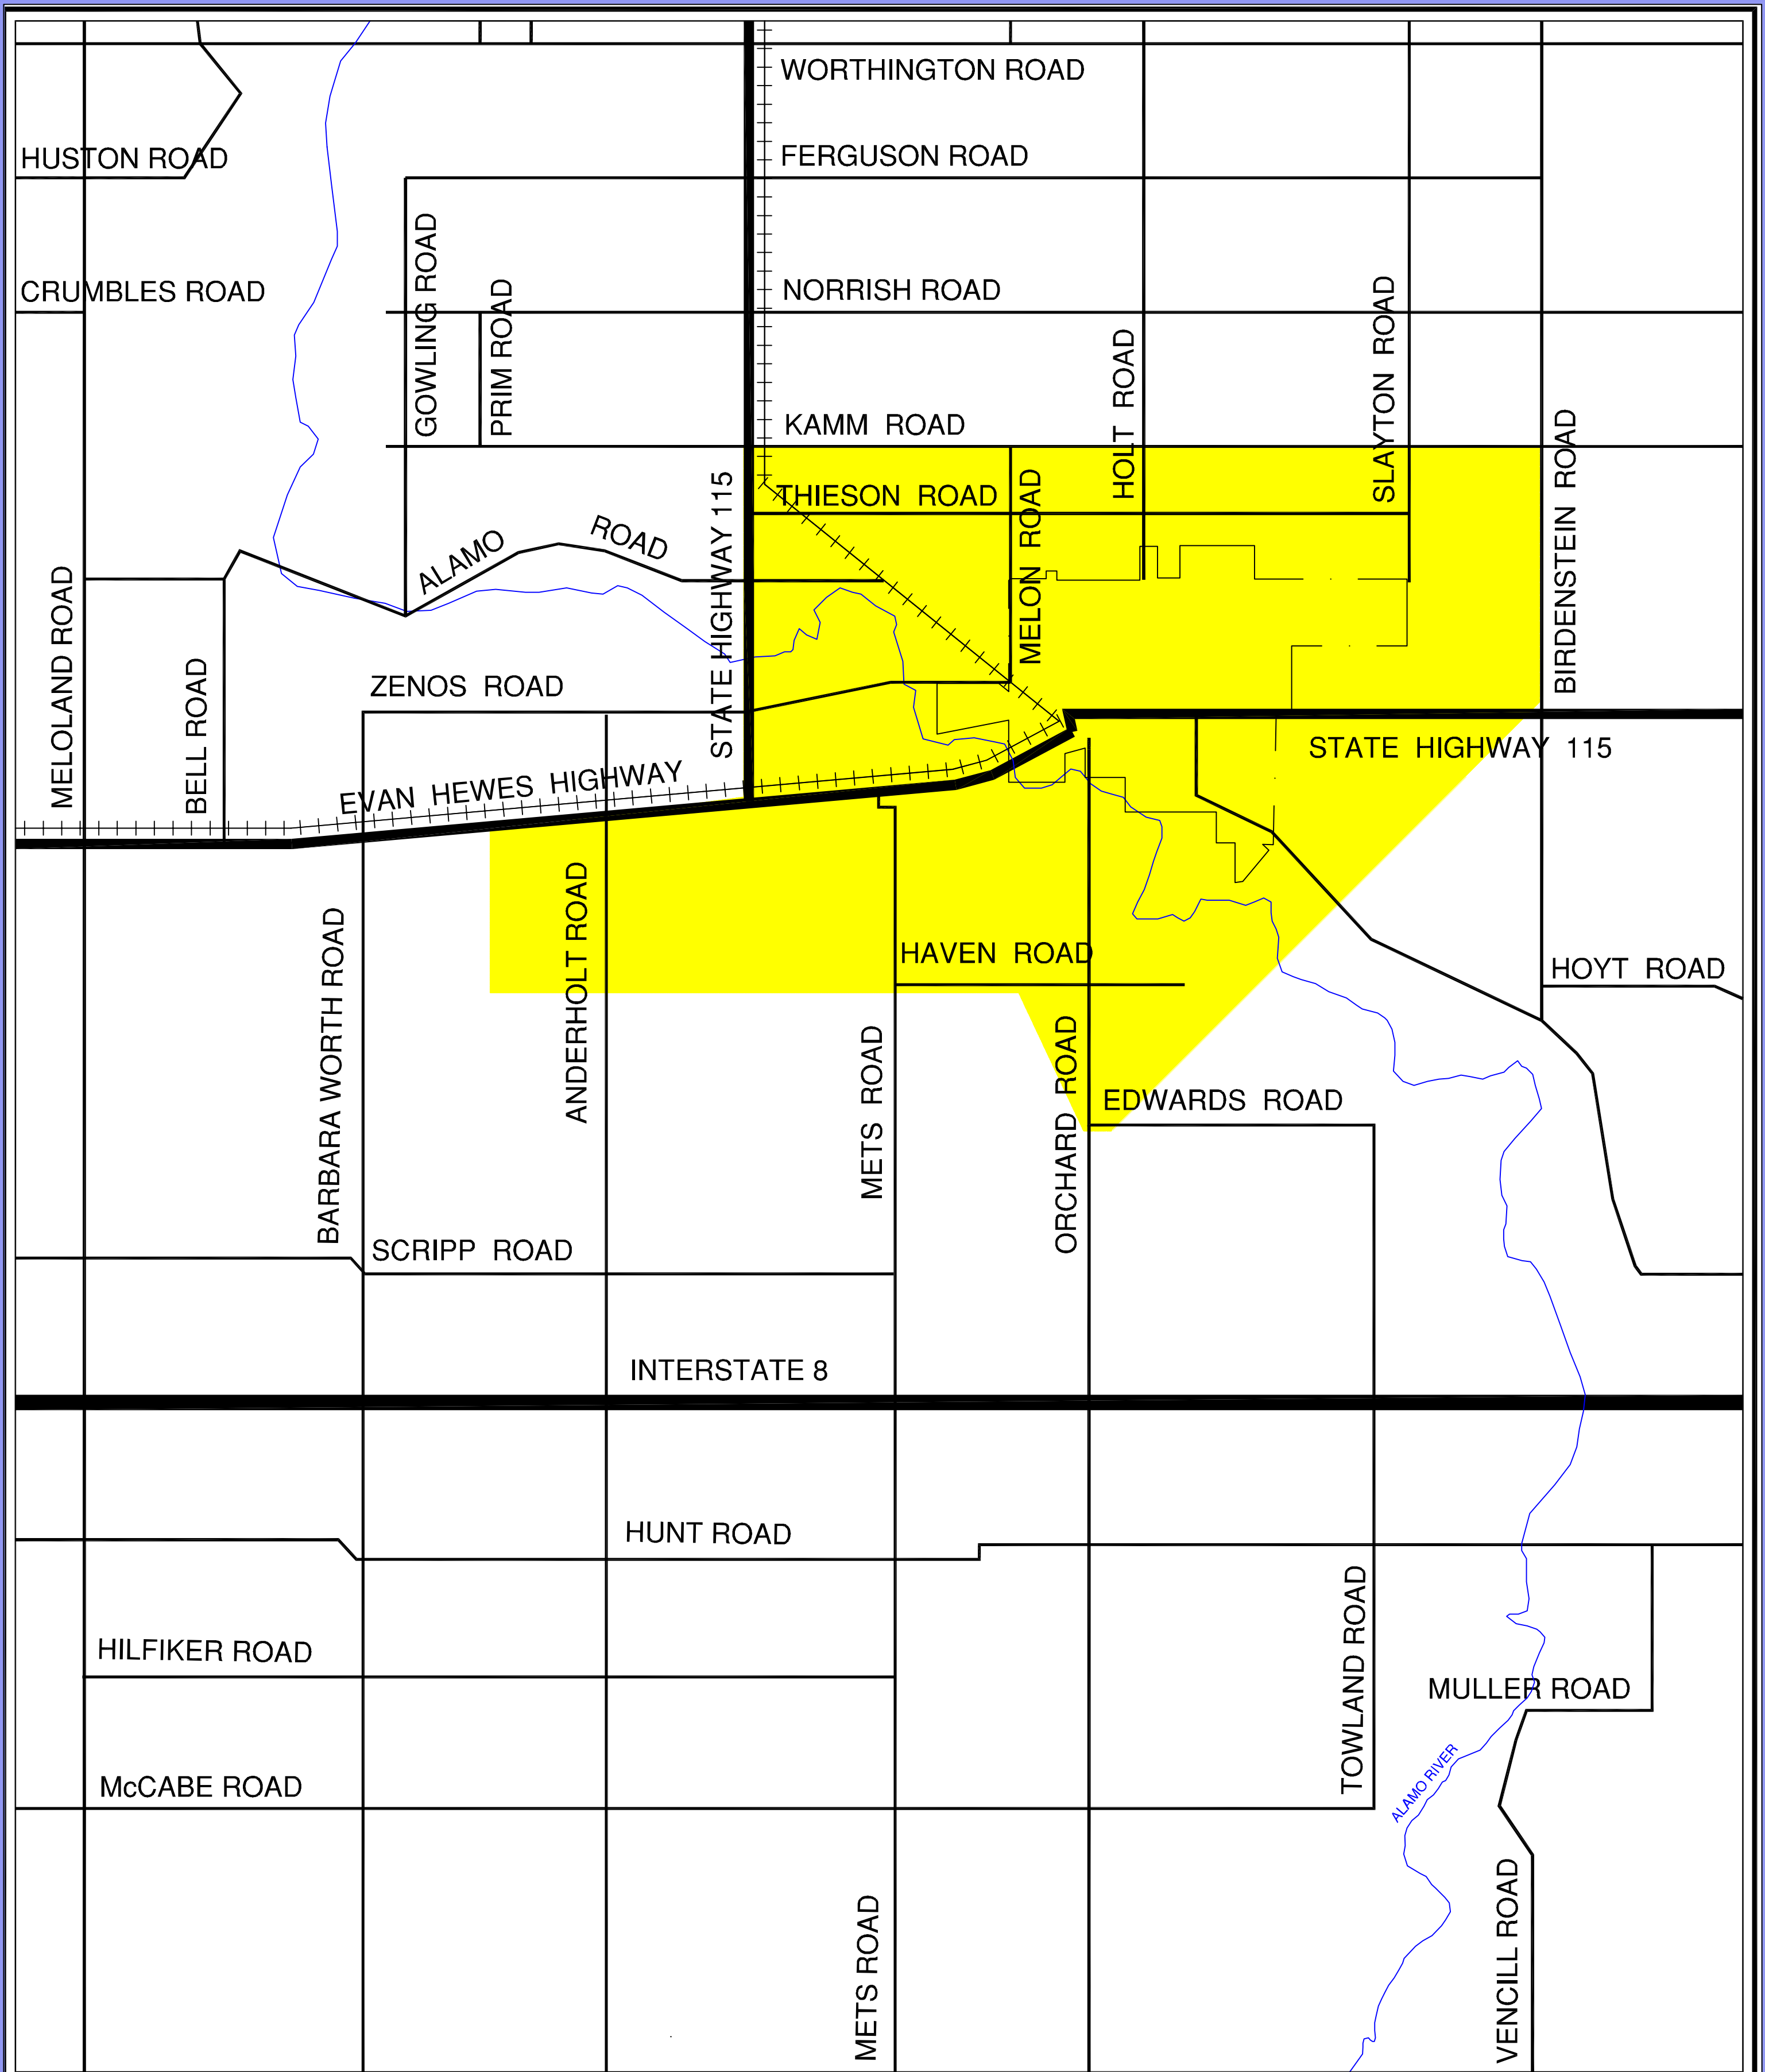 WORTHINGTON ROAD
HUSTON ROAD
FERGUSON ROAD
CRUMBLES ROAD
GOWLING ROAD
PRIM ROAD
NORRISH ROAD
HOLT ROAD
SLAYTON ROAD
KAMM ROAD
BIRDENSTEIN ROAD
THIESON ROAD
MELON ROAD
STATE HIGHWAY 115
ALAMO ROAD
MELOLAND ROAD
BELL ROAD
ZENOS ROAD
STATE HIGHWAY 115
EVAN HEWES HIGHWAY
BARBARA WORTH ROAD
ANDERHOLT ROAD
HAVEN ROAD
HOYT ROAD
METS ROAD
ORCHARD ROAD
EDWARDS ROAD
SCRIPP ROAD
INTERSTATE 8
HUNT ROAD
TOWLAND ROAD
HILFIKER ROAD
MULLER ROAD
McCABE ROAD
ALAMO RIVER
METS ROAD
VENCILL ROAD